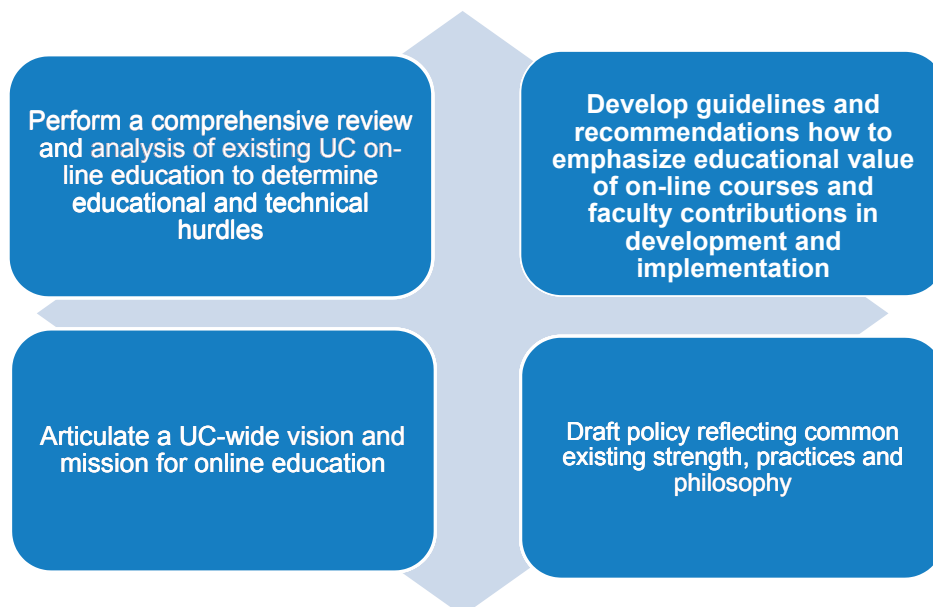 Perform a comprehensive review
and analysis of existing UC on-
line education to determine
educational and technical
hurdles
Develop guidelines and
recommendations how to
emphasize educational value
of on-line courses and
faculty contributions in
development and
implementation
Articulate a UC-wide vision and
mission for online education
Draft policy reflecting common
existing strength, practices and
philosophy